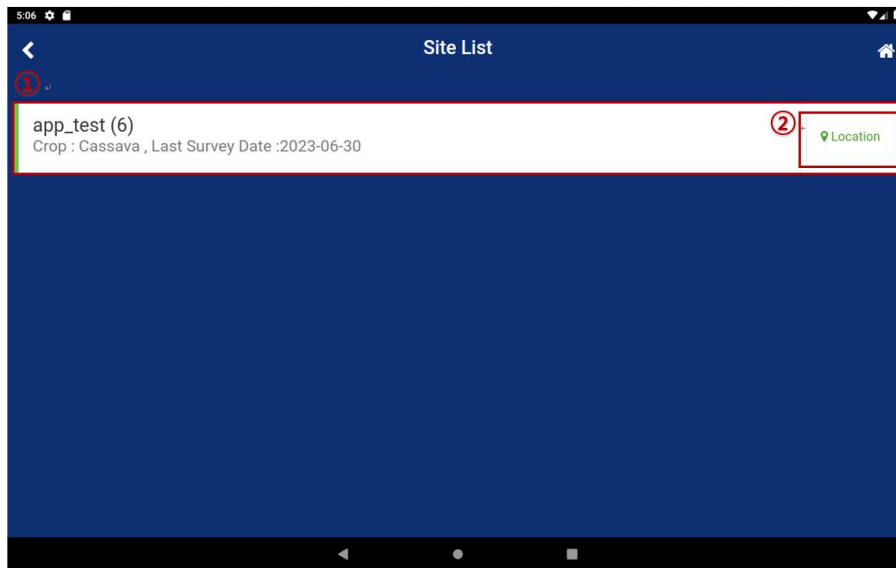 5:06
Site List
①
app_test (6)
Crop : Cassava , Last Survey Date :2023-06-30
②
Location